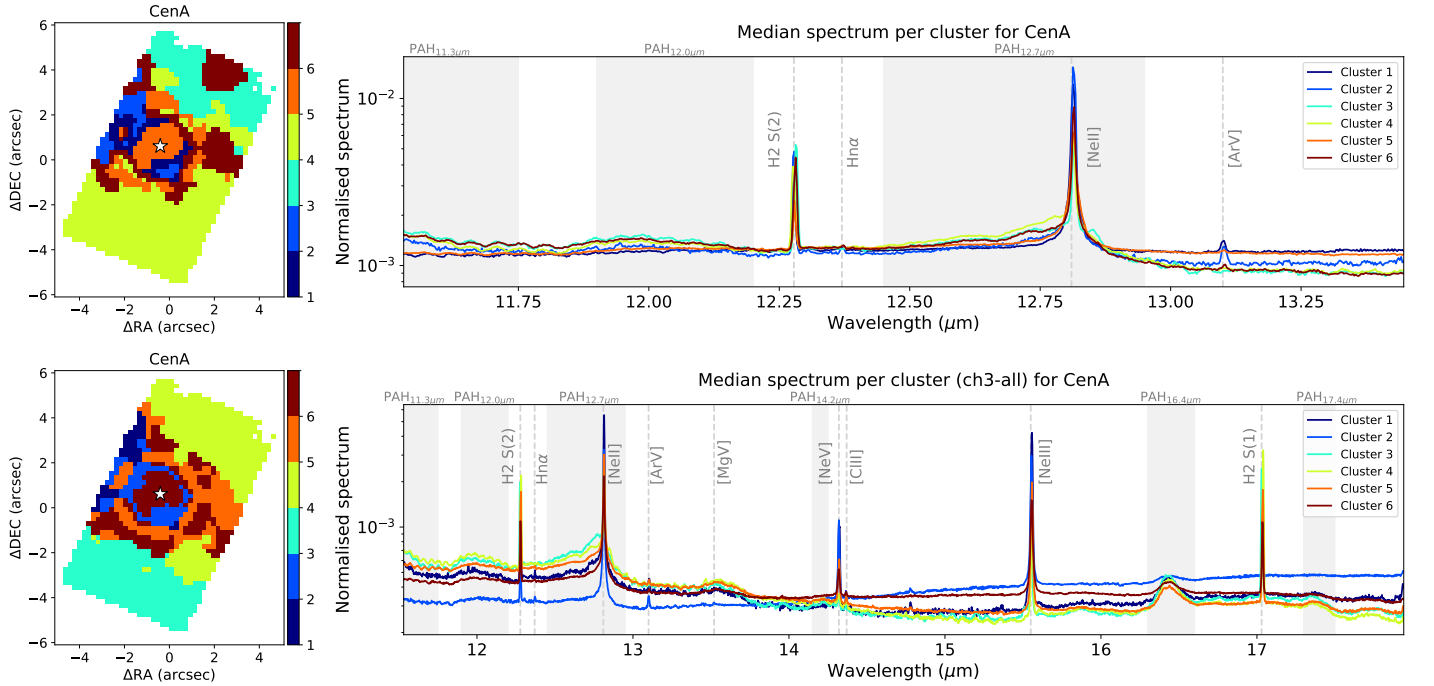 CenA
6
4
2
0
−2
−4
−6
ΔDEC (arcsec)
−4 −2 0 2 4
ΔRA (arcsec)
6
5
4
3
2
1
Median spectrum per cluster for CenA
PAH11.3μm PAH12.0μm PAH12.7μm
Normalised spectrum
10−2
10−3
H2 S(2)
Hnα
[NeII]
[ArV]
Cluster 1
Cluster 2
Cluster 3
Cluster 4
Cluster 5
Cluster 6
11.75 12.00 12.25 12.50 12.75 13.00 13.25
Wavelength (μm)
CenA
6
4
2
0
−2
−4
−6
ΔDEC (arcsec)
−4 −2 0 2 4
ΔRA (arcsec)
6
5
4
3
2
1
Median spectrum per cluster (ch3-all) for CenA
PAH11.3μm PAH12.0μm PAH12.7μm PAH14.2μm PAH16.4μm PAH17.4μm
Normalised spectrum
10−3
H2 S(2)
Hnα
[NeII]
[ArV]
[MgV]
[NeV]
[ClII]
[NeIII]
H2 S(1)
Cluster 1
Cluster 2
Cluster 3
Cluster 4
Cluster 5
Cluster 6
12 13 14 15 16 17
Wavelength (μm)